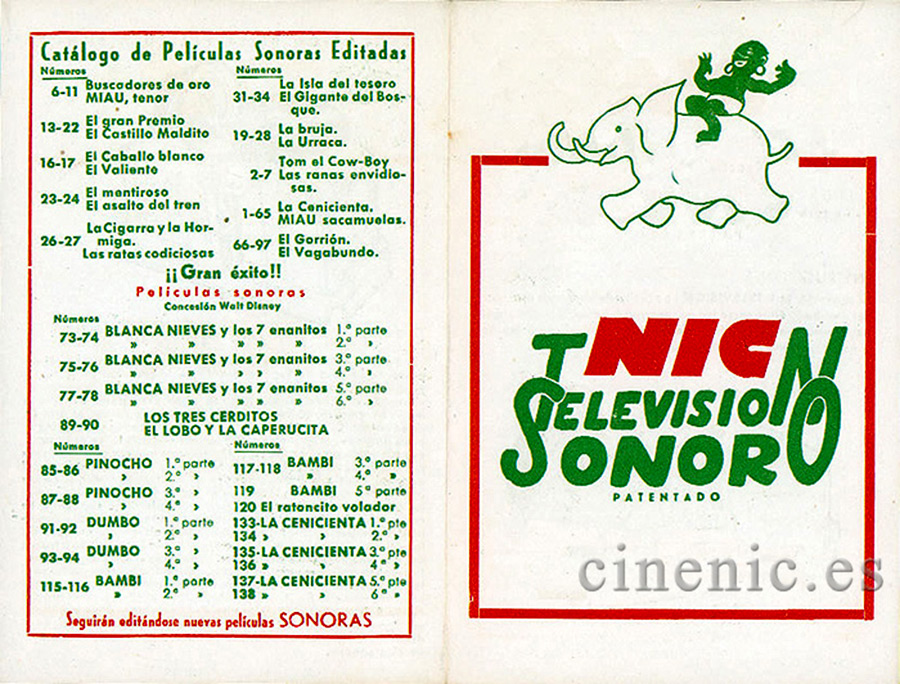 Catálogo de Películas Sonoras Editadas
Números
6-11 Buscadores de oro
MIAU, tenor
13-22 El gran Premio
El Castillo Maldito
16-17 El Caballo blanco
El Valiente
23-24 El mentiroso
El asalto del tren
26-27 La Cigarra y la Hor-
miga.
Las ratas codiciosas
Números
31-34 La Isla del tesoro
El Gigante del Bos-
que.
19-28 La bruja.
La Urraca.
2-7 Tom el Cow-Boy
Las ranas envidio-
sas.
1-65 La Cenicienta.
MIAU sacamuelas.
66-97 El Gorrión.
El Vagabundo.
¡¡Gran éxito!!
Películas sonoras
Concesión Walt Disney
Números
73-74 BLANCA NIEVES y los 7 enanitos 1.ª parte
» » » » » 2.ª »
75-76 BLANCA NIEVES y los 7 enanitos 3.ª parte
» » » » » 4.ª »
77-78 BLANCA NIEVES y los 7 enanitos 5.ª parte
» » » » » 6.ª »
89-90 LOS TRES CERDITOS
EL LOBO Y LA CAPERUCITA
Números
85-86 PINOCHO 1.ª parte
» 2.ª »
87-88 PINOCHO 3.ª »
» 4.ª »
91-92 DUMBO 1.ª parte
» 2.ª »
93-94 DUMBO 3.ª »
» 4.ª »
115-116 BAMBI 1.ª parte
» 2.ª »
Números
117-118 BAMBI 3.ª parte
» 4.ª »
119 BAMBI 5ª parte
120 El ratoncito volador
133-LA CENICIENTA 1.ª pte
134 » » 2.ª »
135-LA CENICIENTA 3.ª pte
136 » » 4.ª »
137-LA CENICIENTA 5.ª pte
138 » » 6ª »
Seguirán editándose nuevas películas SONORAS
NIC
TELEVISION
SONORO
PATENTADO
cinenic.es